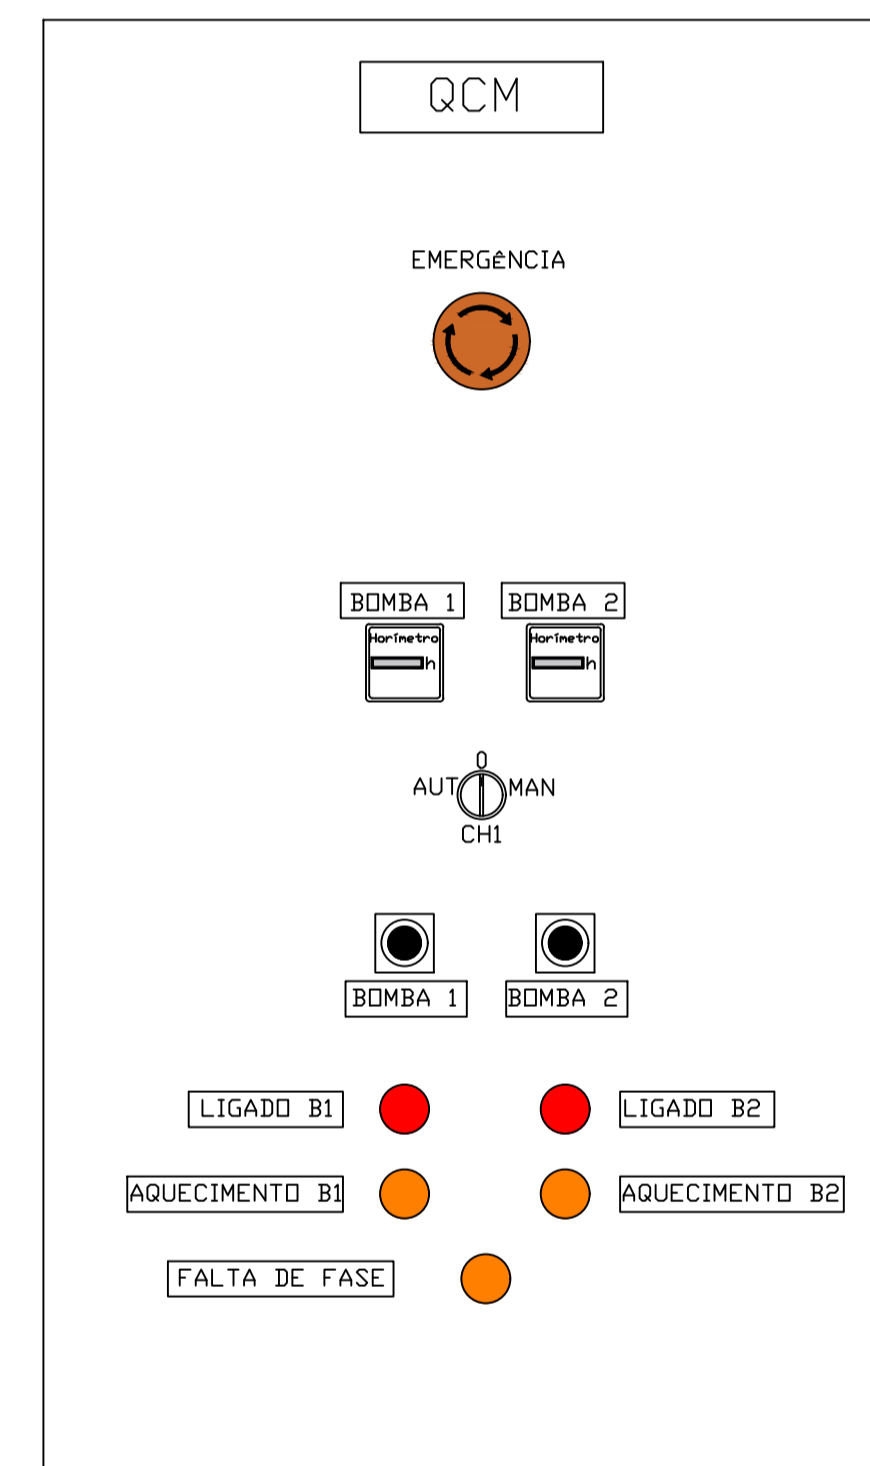 QCM
EMERGÊNCIA
BOMBA 1 BOMBA 2
Horímetro Horímetro
h h
0
AUT MAN
CH1
BOMBA 1 BOMBA 2
LIGADO B1 LIGADO B2
AQUECIMENTO B1 AQUECIMENTO B2
FALTA DE FASE